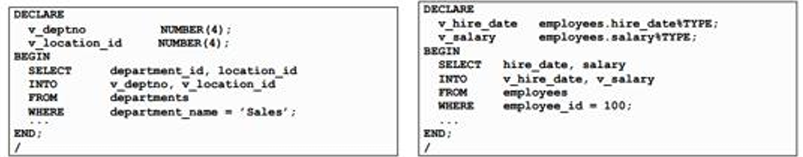 DECLARE
v_deptno NUMBER(4);
v_location_id NUMBER(4);
BEGIN
SELECT department_id, location_id
INTO v_deptno, v_location_id
FROM departments
WHERE department_name = 'Sales';
...
END;
/
DECLARE
v_hire_date employees.hire_date%TYPE;
v_salary employees.salary%TYPE;
BEGIN
SELECT hire_date, salary
INTO v_hire_date, v_salary
FROM employees
WHERE employee_id = 100;
...
END;
/